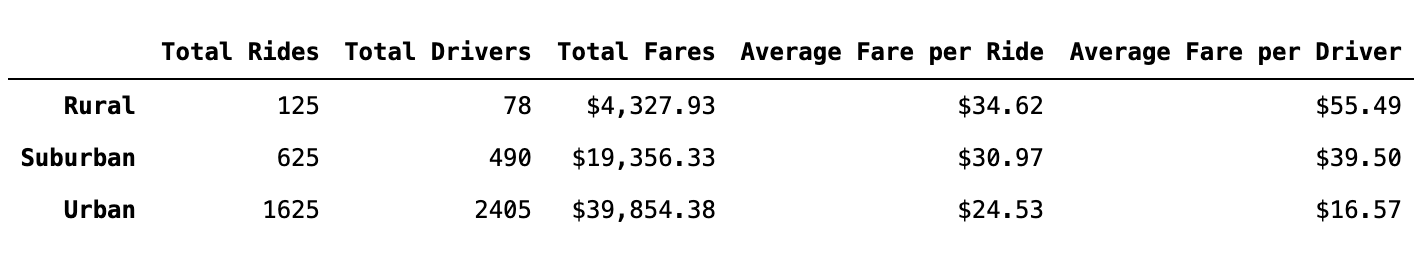 Total Rides Total Drivers Total Fares Average Fare per Ride Average Fare per Driver
Rural 125 78 $4,327.93 $34.62 $55.49
Suburban 625 490 $19,356.33 $30.97 $39.50
Urban 1625 2405 $39,854.38 $24.53 $16.57